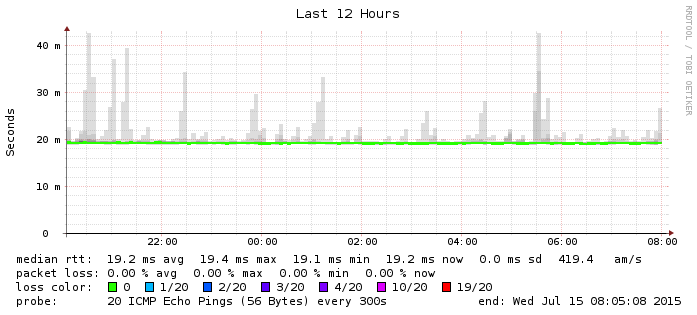 Last 12 Hours
RRDTOOL / TOBI OETIKER
Seconds
40 m
30 m
20 m
10 m
0
22:00 00:00 02:00 04:00 06:00 08:00
median rtt: 19.2 ms avg 19.4 ms max 19.1 ms min 19.2 ms now 0.0 ms sd 419.4 am/s
packet loss: 0.00 % avg 0.00 % max 0.00 % min 0.00 % now
loss color: 0 1/20 2/20 3/20 4/20 10/20 19/20
probe: 20 ICMP Echo Pings (56 Bytes) every 300s end: Wed Jul 15 08:05:08 2015